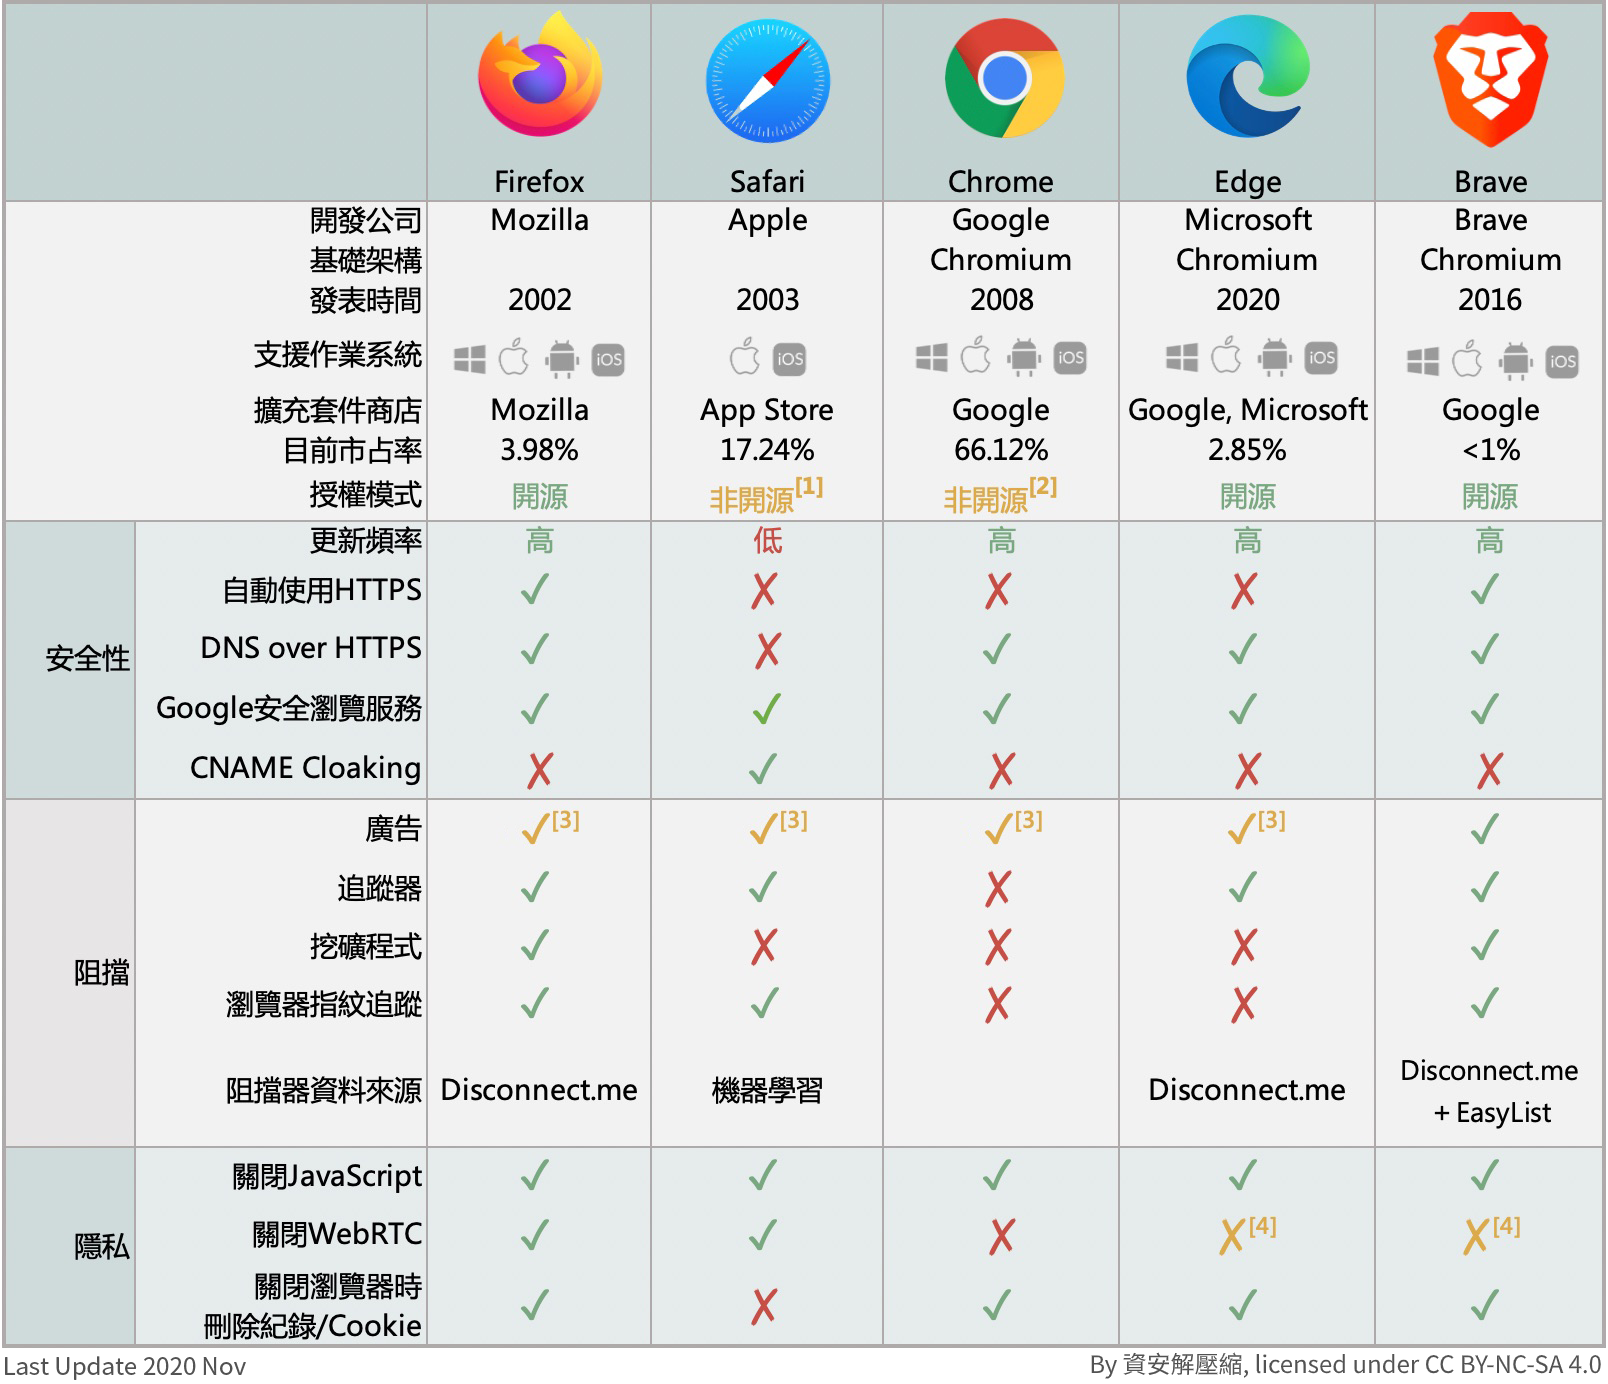 Firefox Safari Chrome Edge Brave
開發公司 Mozilla Apple Google Microsoft Brave
基礎架構 Chromium Chromium Chromium
發表時間 2002 2003 2008 2020 2016
支援作業系統 iOS iOS iOS iOS iOS
擴充套件商店 Mozilla App Store Google Google, Microsoft Google
目前市占率 3.98% 17.24% 66.12% 2.85% <1%
授權模式 開源 非開源[1] 非開源[2] 開源 開源
安全性
更新頻率 高 低 高 高 高
自動使用HTTPS ✓ ✗ ✗ ✗ ✓
DNS over HTTPS ✓ ✗ ✓ ✓ ✓
Google安全瀏覽服務 ✓ ✓ ✓ ✓ ✓
CNAME Cloaking ✗ ✓ ✗ ✗ ✗
阻擋
廣告 ✓[3] ✓[3] ✓[3] ✓[3] ✓
追蹤器 ✓ ✓ ✗ ✓ ✓
挖礦程式 ✓ ✗ ✗ ✗ ✓
瀏覽器指紋追蹤 ✓ ✓ ✗ ✗ ✓
阻擋器資料來源 Disconnect.me 機器學習 Disconnect.me Disconnect.me
+ EasyList
隱私
關閉JavaScript ✓ ✓ ✓ ✓ ✓
關閉WebRTC ✓ ✓ ✗ ✗[4] ✗[4]
關閉瀏覽器時
刪除紀錄/Cookie ✓ ✗ ✓ ✓ ✓
Last Update 2020 Nov
By 資安解壓縮, licensed under CC BY-NC-SA 4.0